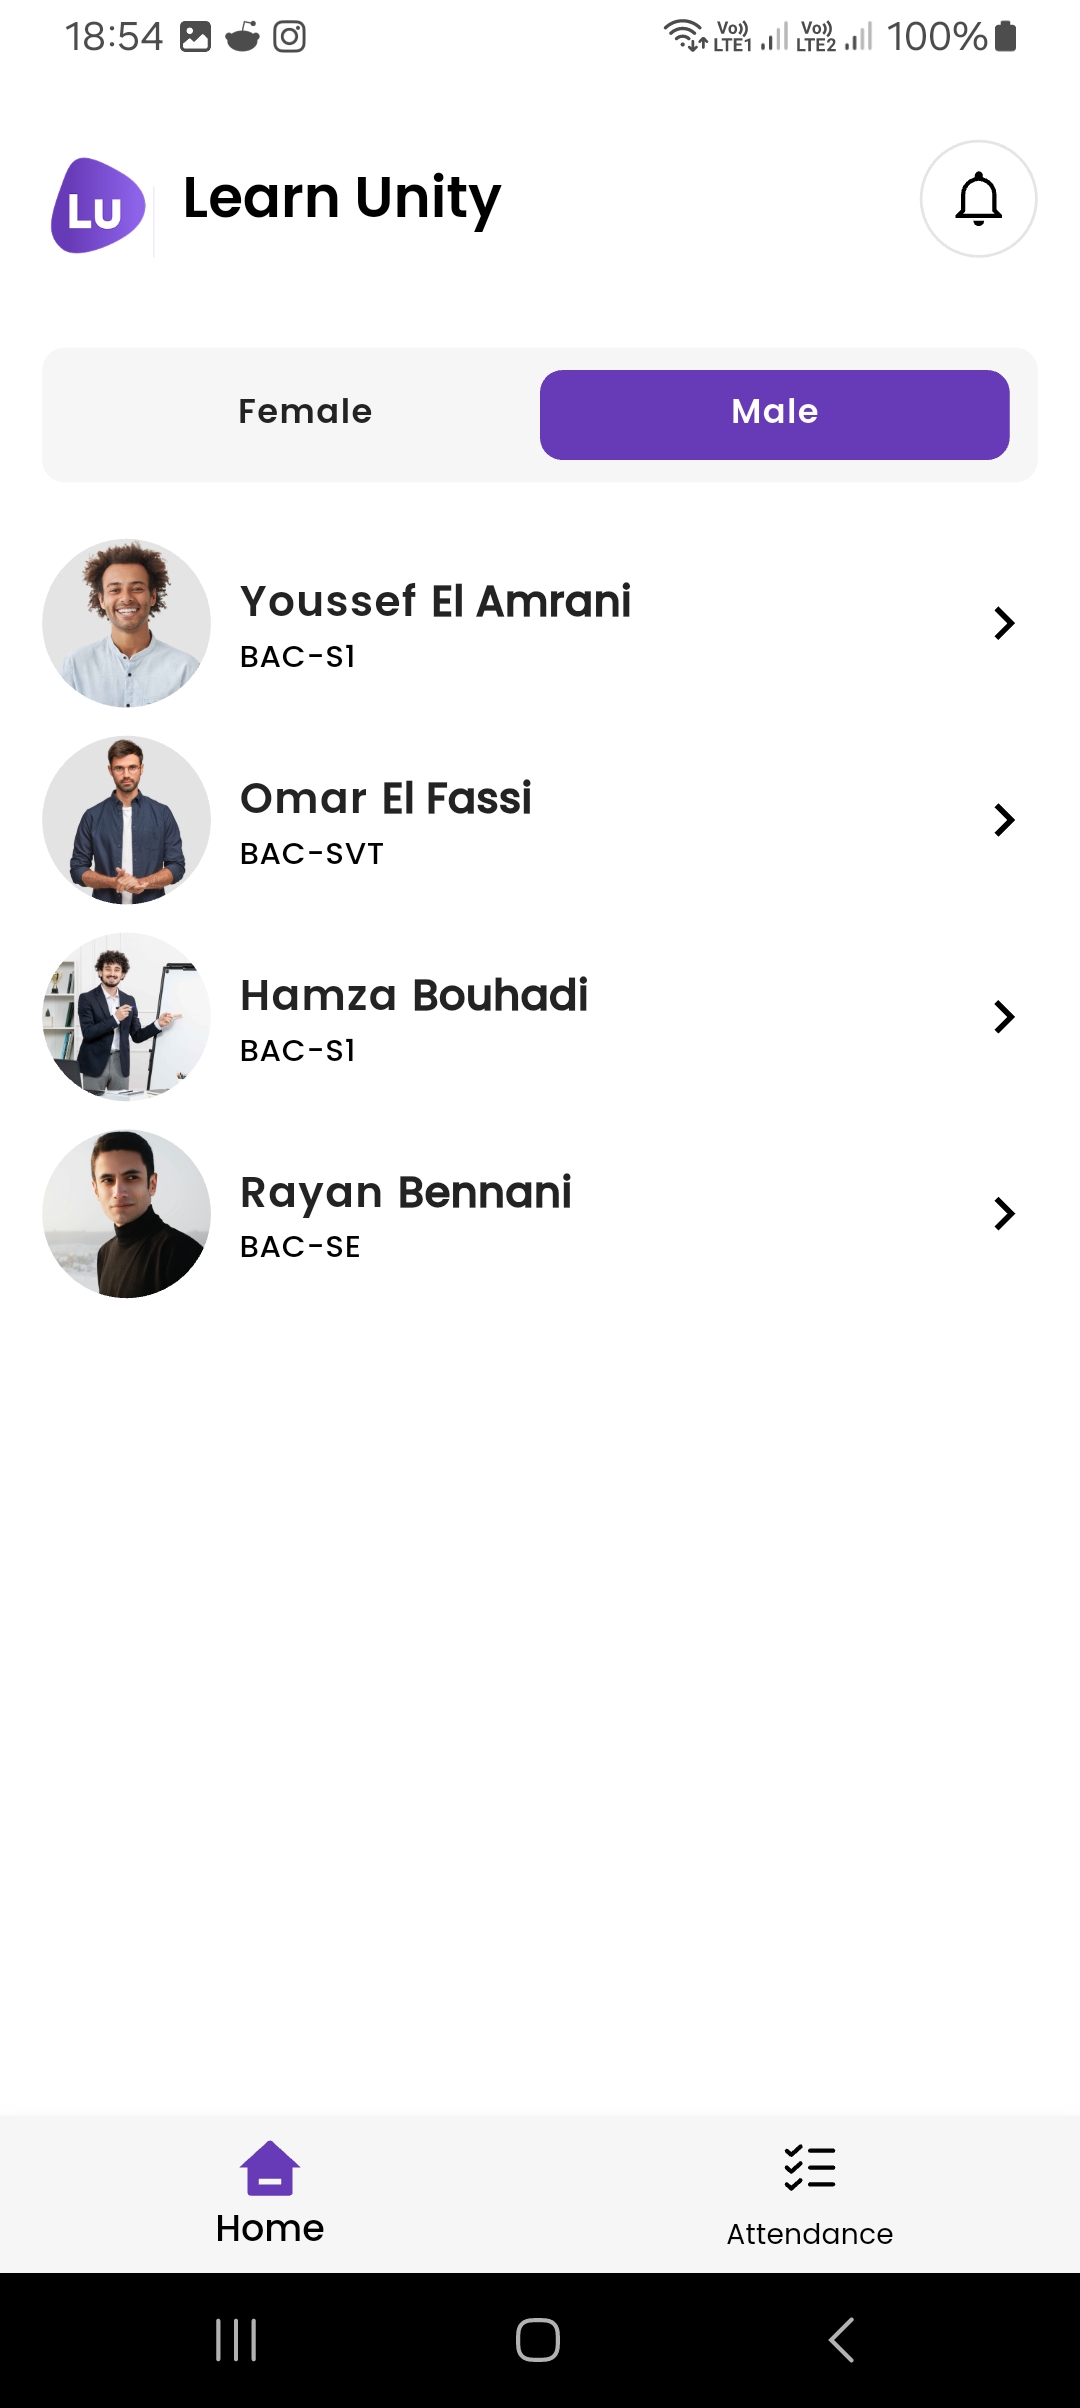 18:54 Vo)) LTE1 Vo)) LTE2 100%
Lu Learn Unity
Female Male
Youssef El Amrani
BAC-S1
Omar El Fassi
BAC-SVT
Hamza Bouhadi
BAC-S1
Rayan Bennani
BAC-SE
Home Attendance